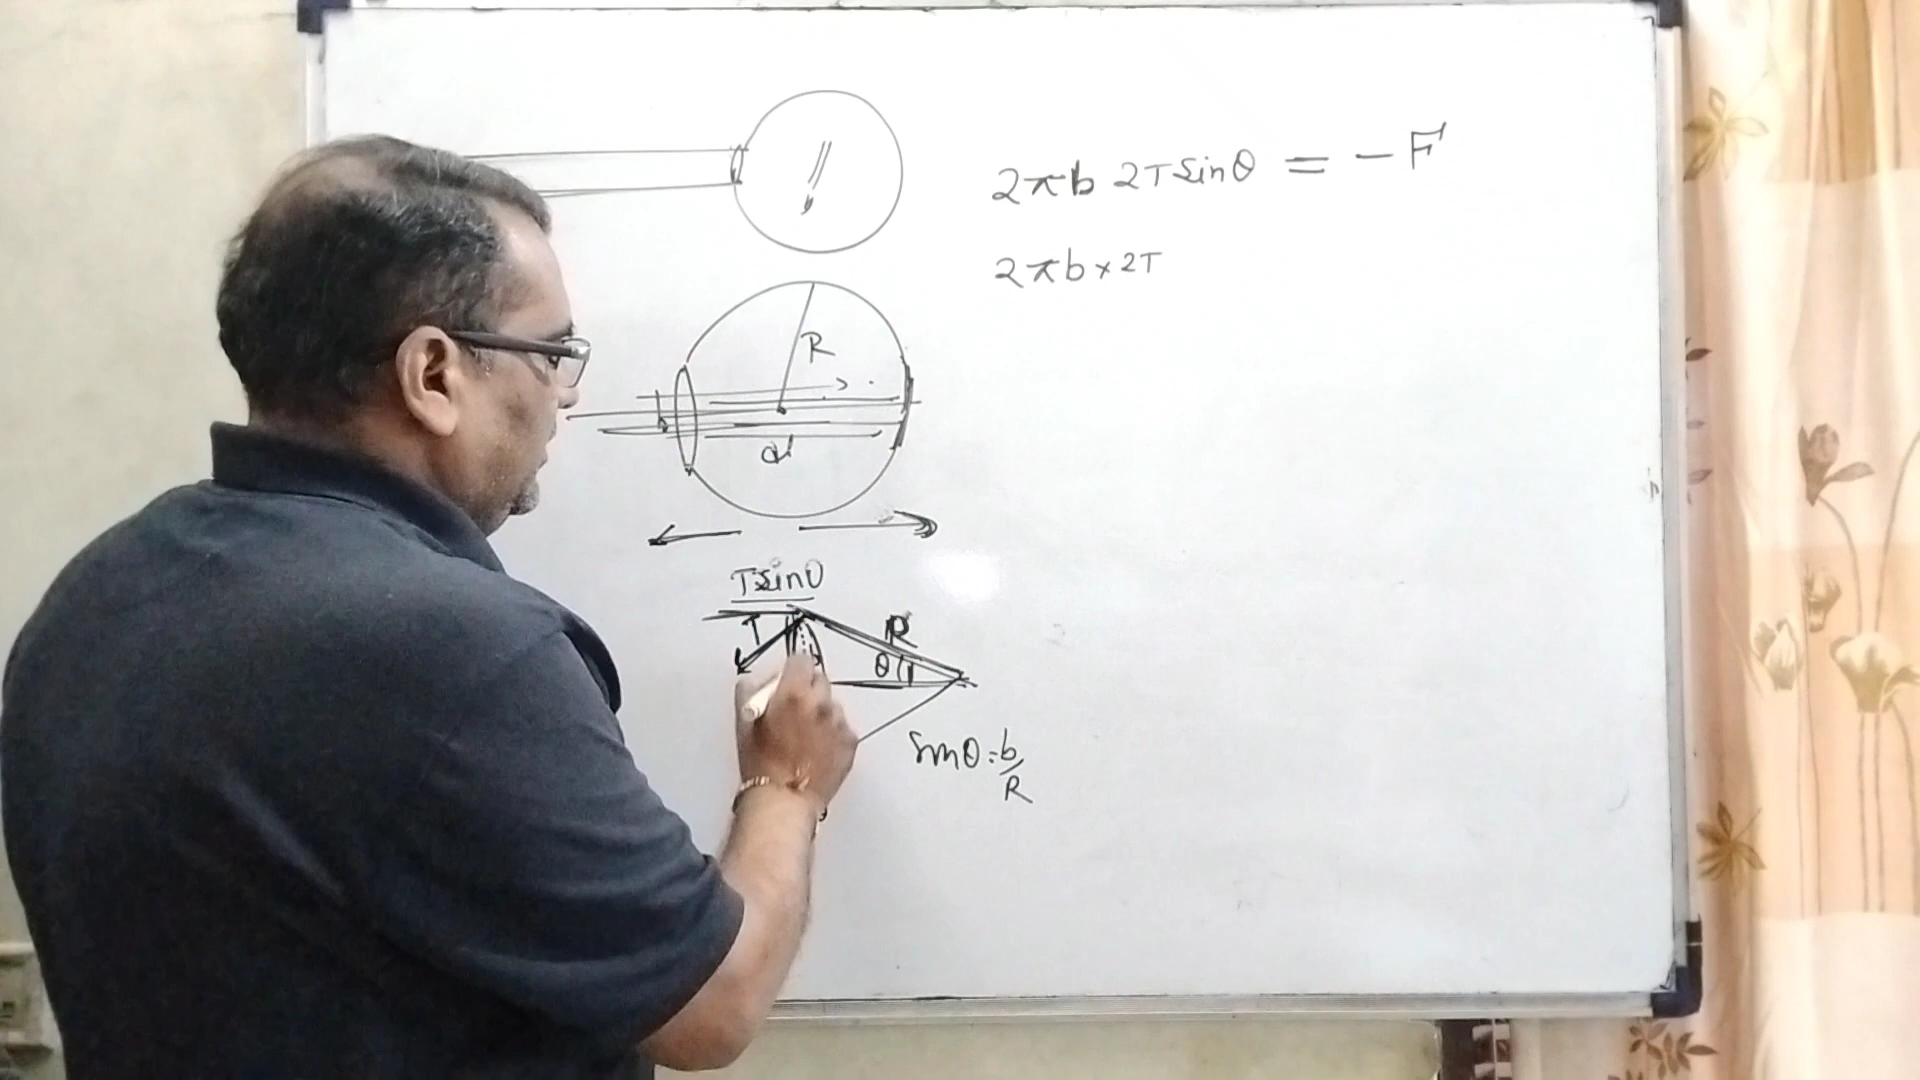 2πb 2T sinθ = - F
2πb × 2T
R
b
d
T sinθ
T
R
θ
b
sinθ = b/R